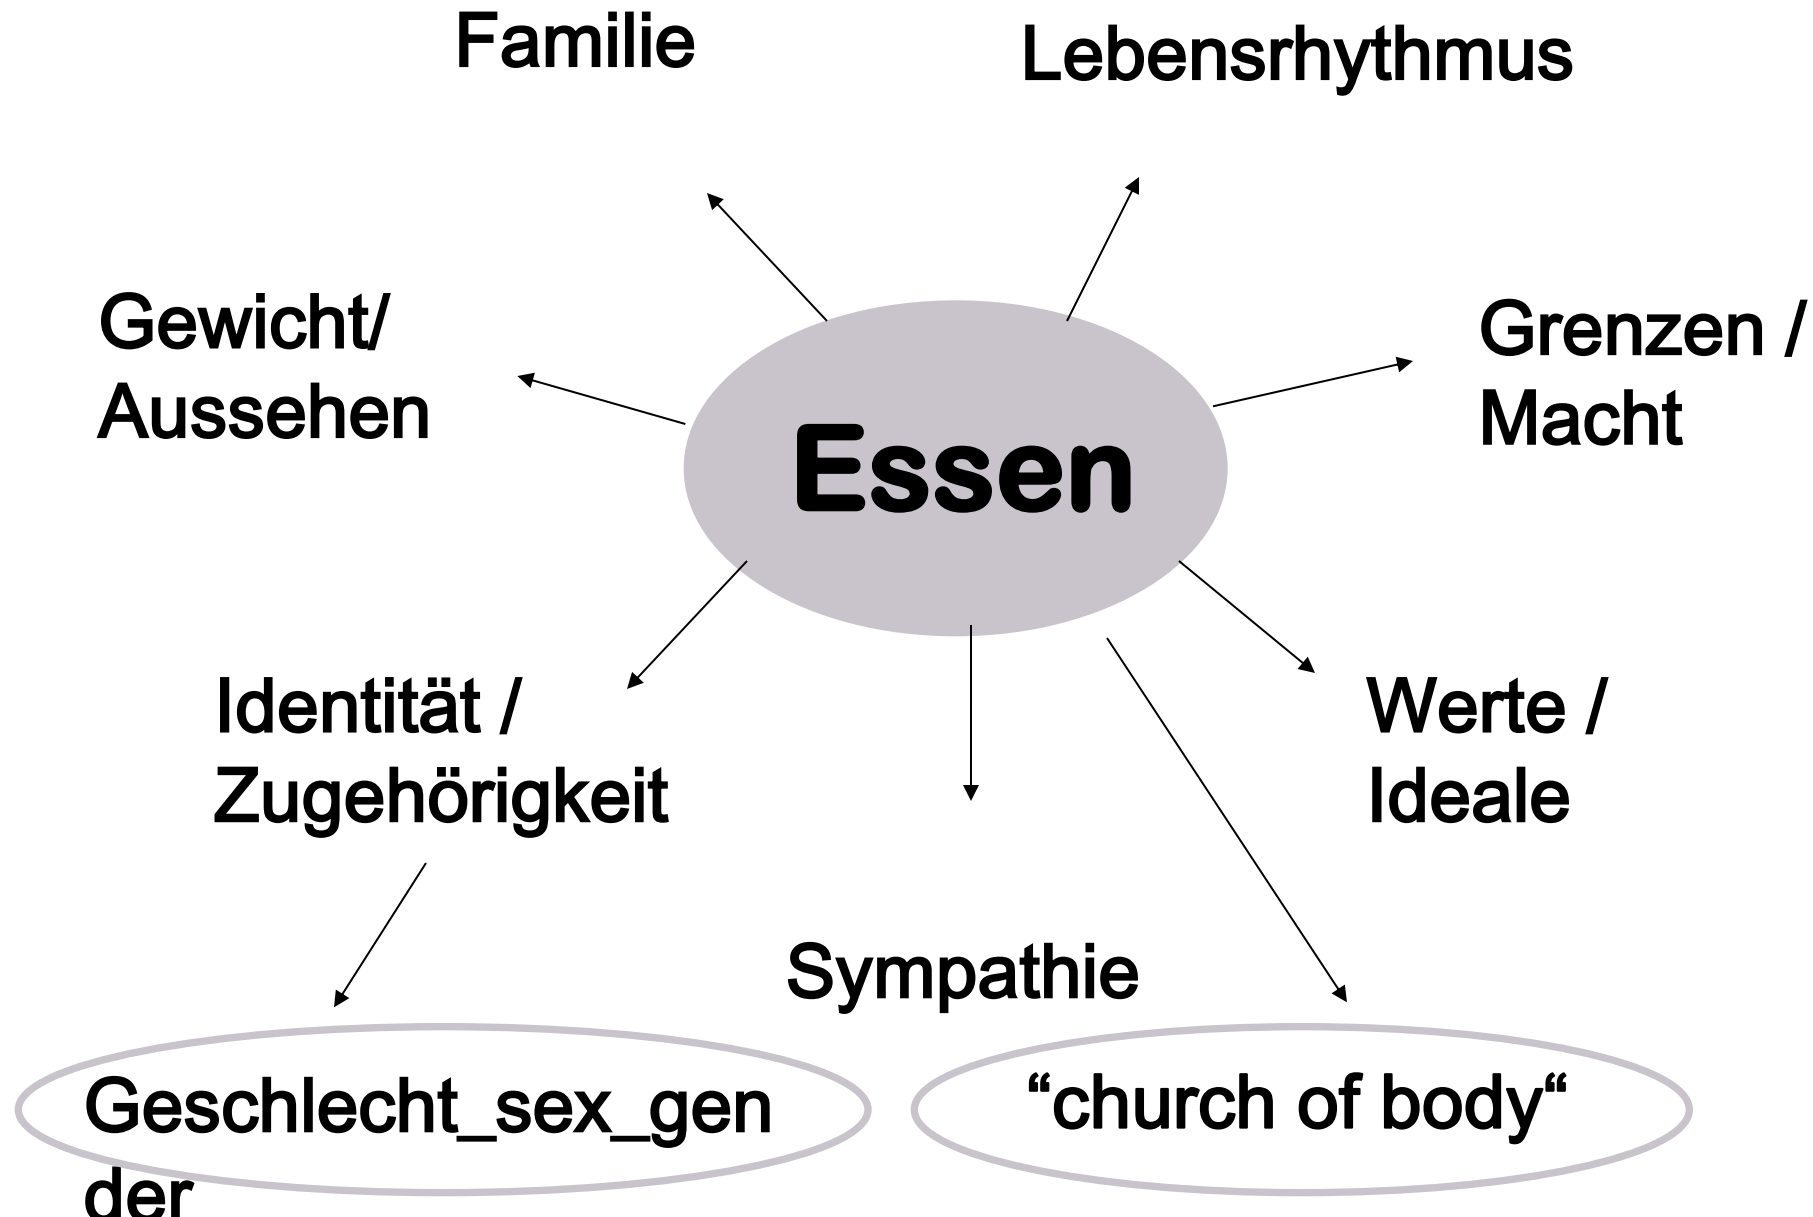 Familie
Lebensrhythmus
Gewicht/
Aussehen
Grenzen /
Macht
Essen
Identität /
Zugehörigkeit
Werte /
Ideale
Sympathie
Geschlecht_sex_gen
der
“church of body“